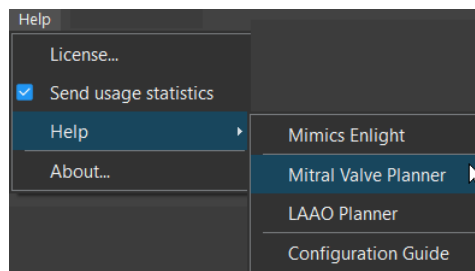 Help
License...
Send usage statistics
Help
About...
Mimics Enlight
Mitral Valve Planner
LAAO Planner
Configuration Guide